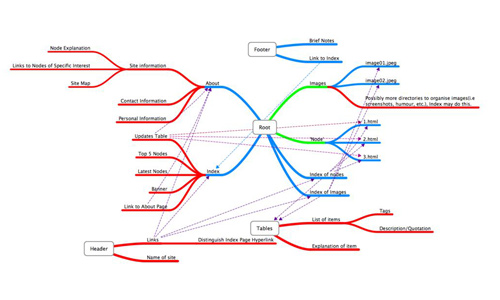 Node Explanation
Links to Nodes of Specific Interest
Site Map
Site information
Contact Information
Personal Information
About
Updates Table
Top 5 Nodes
Latest Nodes
Banner
Link to About Page
Index
Header
Links
Distinguish Index Page Hyperlink
Name of site
Footer
Brief Notes
Link to Index
Root
Images
image01.jpeg
image02.jpeg
Possibly more directories to organise images(i.e
screenshots, humour, etc.). Index may do this.
Node
1.html
2.html
3.html
Index of nodes
Index of Images
Tables
List of items
Tags
Description/Quotation
Explanation of item